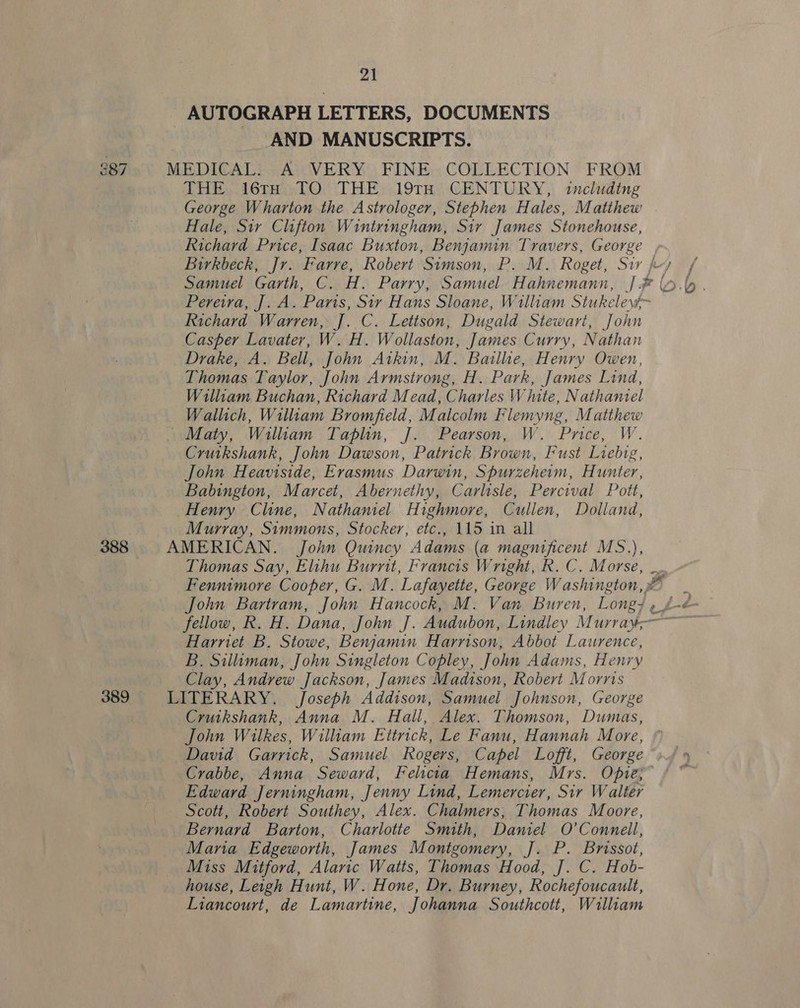 21
AUTOGRAPH LETTERS, DOCUMENTS
AND MANUSCRIPTS.
387 MEDICAL. A VERY FINE COLLECTION FROM
THE 16TH TO THE 19TH CENTURY, including
George Wharton the Astrologer, Stephen Hales, Matthew
Hale, Sir Clifton Wintringham, Sir James Stonehouse,
Richard Price, Isaac Buxton, Benjamin Travers, George
Birkbeck, Jr. Farre, Robert Simson, P. M. Roget, Sir
Samuel Garth, C. H. Parry, Samuel Hahnemann, J.
Pereira, J. A. Paris, Sir Hans Sloane, William Stukeley,
Richard Warren, J. C. Lettson, Dugald Stewart, John
Casper Lavater, W. H. Wollaston, James Curry, Nathan
Drake, A. Bell, John Aikin, M. Baillie, Henry Owen,
Thomas Taylor, John Armstrong, H. Park, James Lind,
William Buchan, Richard Mead, Charles White, Nathaniel
Wallich, William Bromfield, Malcolm Flemyng, Matthew
Maty, William Taplin, J. Pearson, W. Price, W.
Cruikshank, John Dawson, Patrick Brown, Fust Liebig,
John Heaviside, Erasmus Darwin, Spurzheim, Hunter,
Babington, Marcet, Abernethy, Carlisle, Percival Pott,
Henry Cline, Nathaniel Highmore, Cullen, Dolland,
Murray, Simmons, Stocker, etc., 115 in all
388 AMERICAN. John Quincy Adams (a magnificent MS.),
Thomas Say, Elihu Burrit, Francis Wright, R. C. Morse,
Fennimore Cooper, G. M. Lafayette, George Washington,
John Bartram, John Hancock, M. Van Buren, Long-
fellow, R. H. Dana, John J. Audubon, Lindley Murray,
Harriet B. Stowe, Benjamin Harrison, Abbot Laurence,
B. Silliman, John Singleton Copley, John Adams, Henry
Clay, Andrew Jackson, James Madison, Robert Morris
389 LITERARY. Joseph Addison, Samuel Johnson, George
Cruikshank, Anna M. Hall, Alex. Thomson, Dumas,
John Wilkes, William Ettrick, Le Fanu, Hannah More,
David Garrick, Samuel Rogers, Capel Lofft, George
Crabbe, Anna Seward, Felicia Hemans, Mrs. Opie,
Edward Jerningham, Jenny Lind, Lemercier, Sir Walter
Scott, Robert Southey, Alex. Chalmers, Thomas Moore,
Bernard Barton, Charlotte Smith, Daniel O'Connell,
Maria Edgeworth, James Montgomery, J. P. Brissot,
Miss Mitford, Alaric Watts, Thomas Hood, J. C. Hob-
house, Leigh Hunt, W. Hone, Dr. Burney, Rochefoucault,
Liancourt, de Lamartine, Johanna Southcott, William